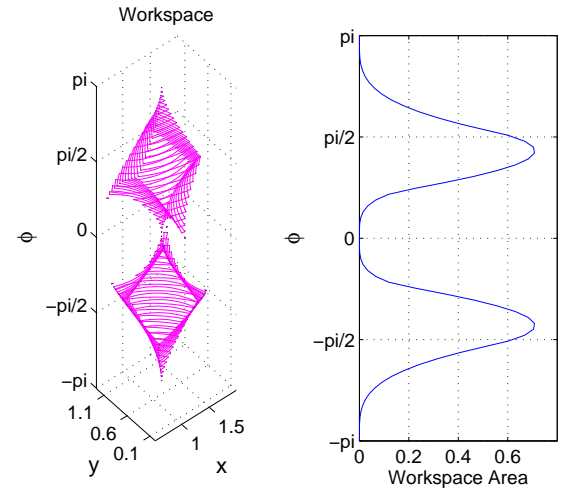 Workspace
pi
pi/2
0
−pi/2
−pi
ϕ
1.1
0.6
0.1
y
1
1.5
x
pi
pi/2
0
−pi/2
−pi
ϕ
0
0.2
0.4
0.6
Workspace Area